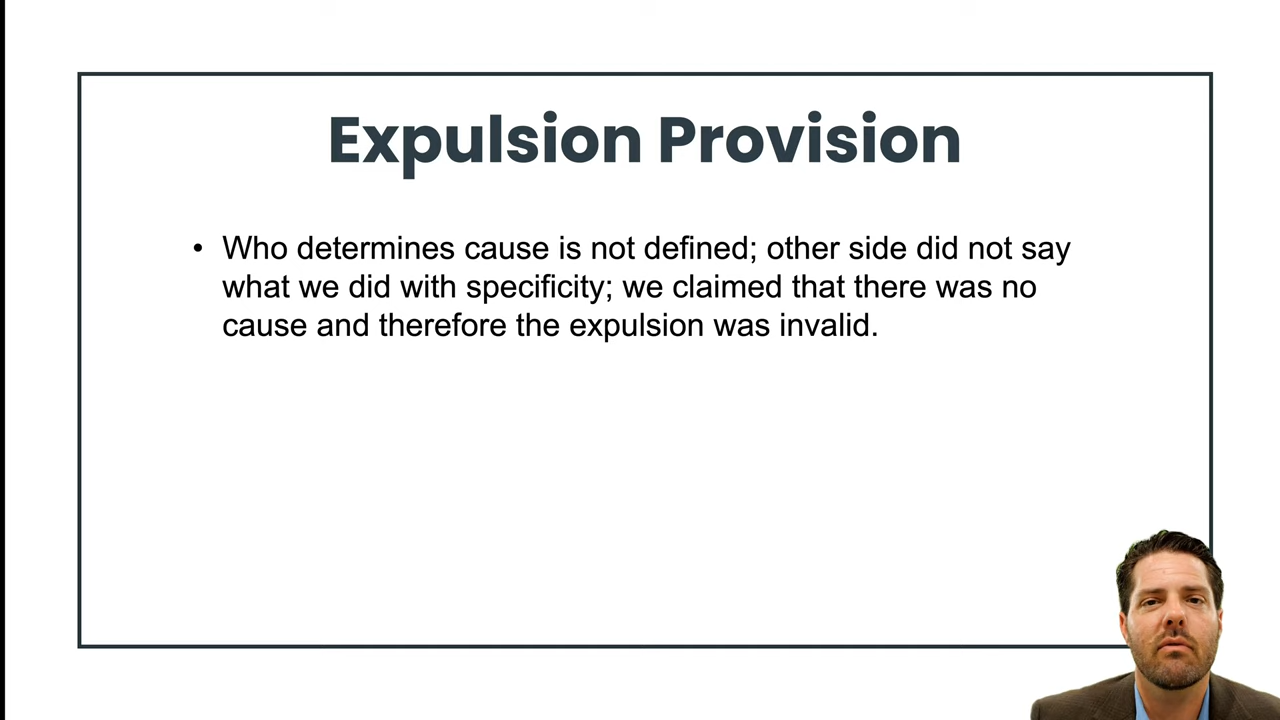 Expulsion Provision
• Who determines cause is not defined; other side did not say
what we did with specificity; we claimed that there was no
cause and therefore the expulsion was invalid.